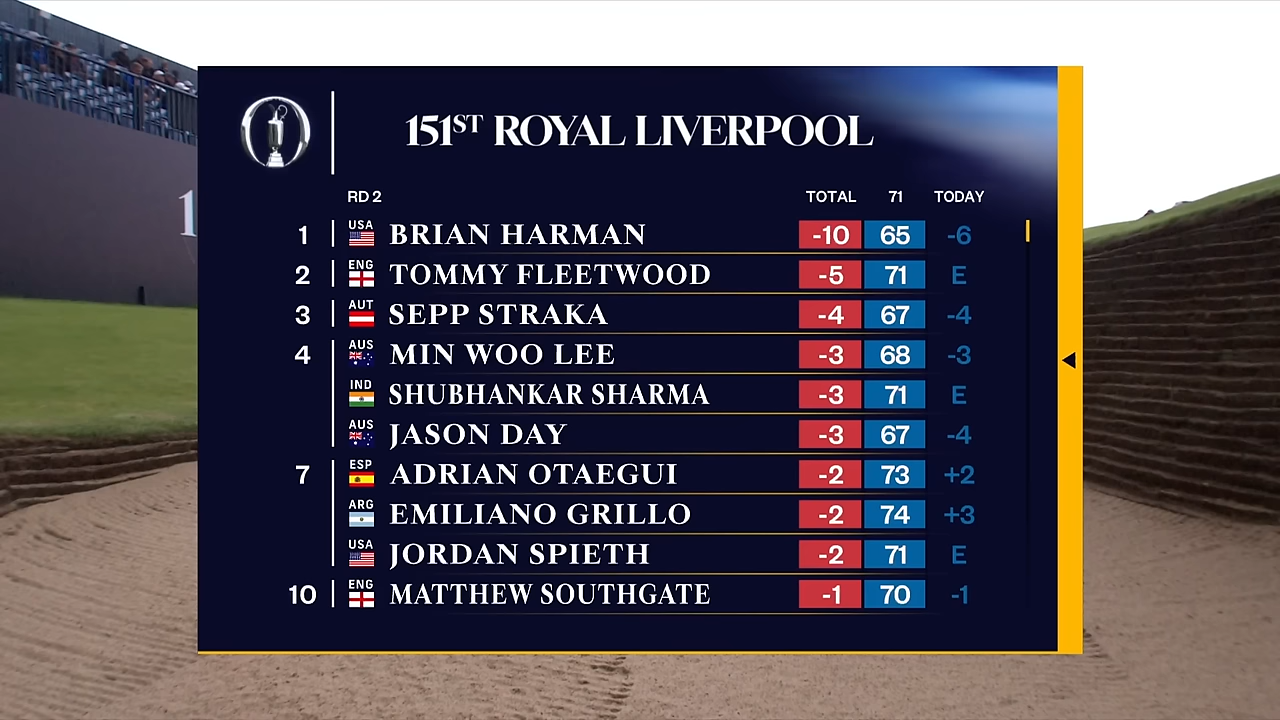 151ST ROYAL LIVERPOOL
RD 2 TOTAL 71 TODAY
1 USA BRIAN HARMAN -10 65 -6
2 ENG TOMMY FLEETWOOD -5 71 E
3 AUT SEPP STRAKA -4 67 -4
4 AUS MIN WOO LEE -3 68 -3
IND SHUBHANKAR SHARMA -3 71 E
AUS JASON DAY -3 67 -4
7 ESP ADRIAN OTAEGUI -2 73 +2
ARG EMILIANO GRILLO -2 74 +3
USA JORDAN SPIETH -2 71 E
10 ENG MATTHEW SOUTHGATE -1 70 -1